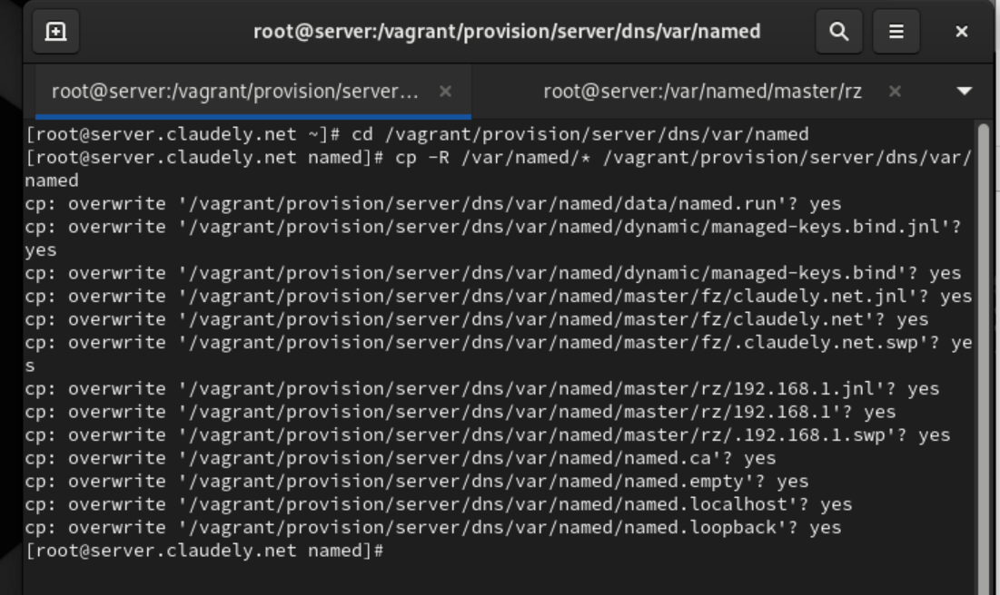 root@server:/vagrant/provision/server/dns/var/named
root@server:/vagrant/provision/server...
root@server:/var/named/master/rz
[root@server.claudely.net ~]# cd /vagrant/provision/server/dns/var/named
[root@server.claudely.net named]# cp -R /var/named/* /vagrant/provision/server/dns/var/
named
cp: overwrite '/vagrant/provision/server/dns/var/named/data/named.run'? yes
cp: overwrite '/vagrant/provision/server/dns/var/named/dynamic/managed-keys.bind.jnl'?
yes
cp: overwrite '/vagrant/provision/server/dns/var/named/dynamic/managed-keys.bind'? yes
cp: overwrite '/vagrant/provision/server/dns/var/named/master/fz/claudely.net.jnl'? yes
cp: overwrite '/vagrant/provision/server/dns/var/named/master/fz/claudely.net'? yes
cp: overwrite '/vagrant/provision/server/dns/var/named/master/fz/.claudely.net.swp'? ye
s
cp: overwrite '/vagrant/provision/server/dns/var/named/master/rz/192.168.1.jnl'? yes
cp: overwrite '/vagrant/provision/server/dns/var/named/master/rz/192.168.1'? yes
cp: overwrite '/vagrant/provision/server/dns/var/named/master/rz/.192.168.1.swp'? yes
cp: overwrite '/vagrant/provision/server/dns/var/named/named.ca'? yes
cp: overwrite '/vagrant/provision/server/dns/var/named/named.empty'? yes
cp: overwrite '/vagrant/provision/server/dns/var/named/named.localhost'? yes
cp: overwrite '/vagrant/provision/server/dns/var/named/named.loopback'? yes
[root@server.claudely.net named]#